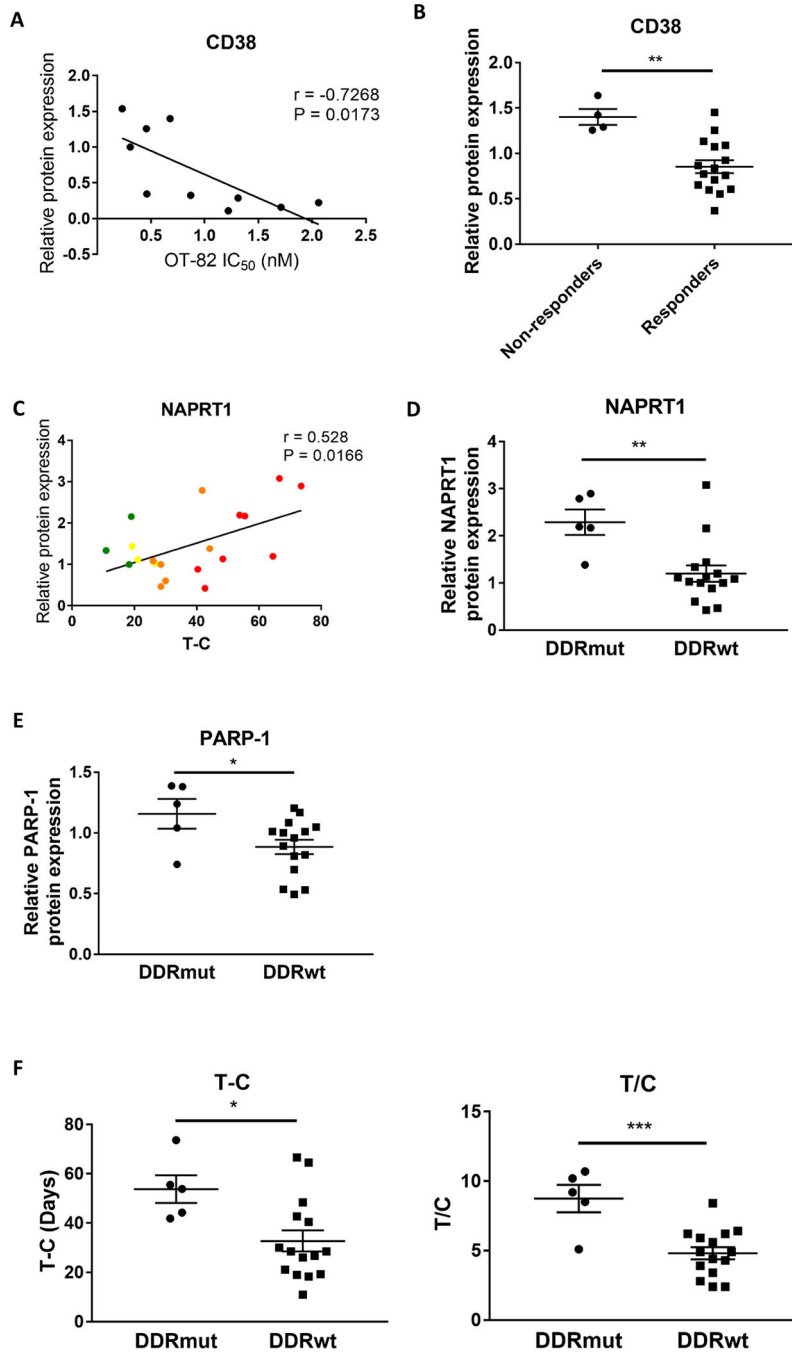 A
CD38
r = -0.7268
P = 0.0173
Relative protein expression
2.0
1.5
1.0
0.5
0.0
-0.5
0.5
1.0
1.5
2.0
2.5
OT-82 IC50 (nM)
B
CD38
**
Relative protein expression
2.0
1.5
1.0
0.5
0.0
Non-responders
Responders
C
NAPRT1
r = 0.528
P = 0.0166
Relative protein expression
4
3
2
1
0
0
20
40
60
80
T-C
D
NAPRT1
**
Relative NAPRT1
protein expression
4
3
2
1
0
DDRmut
DDRwt
E
PARP-1
*
Relative PARP-1
protein expression
1.5
1.0
0.5
0.0
DDRmut
DDRwt
F
T-C
*
T-C (Days)
80
60
40
20
0
DDRmut
DDRwt
T/C
***
T/C
15
10
5
0
DDRmut
DDRwt